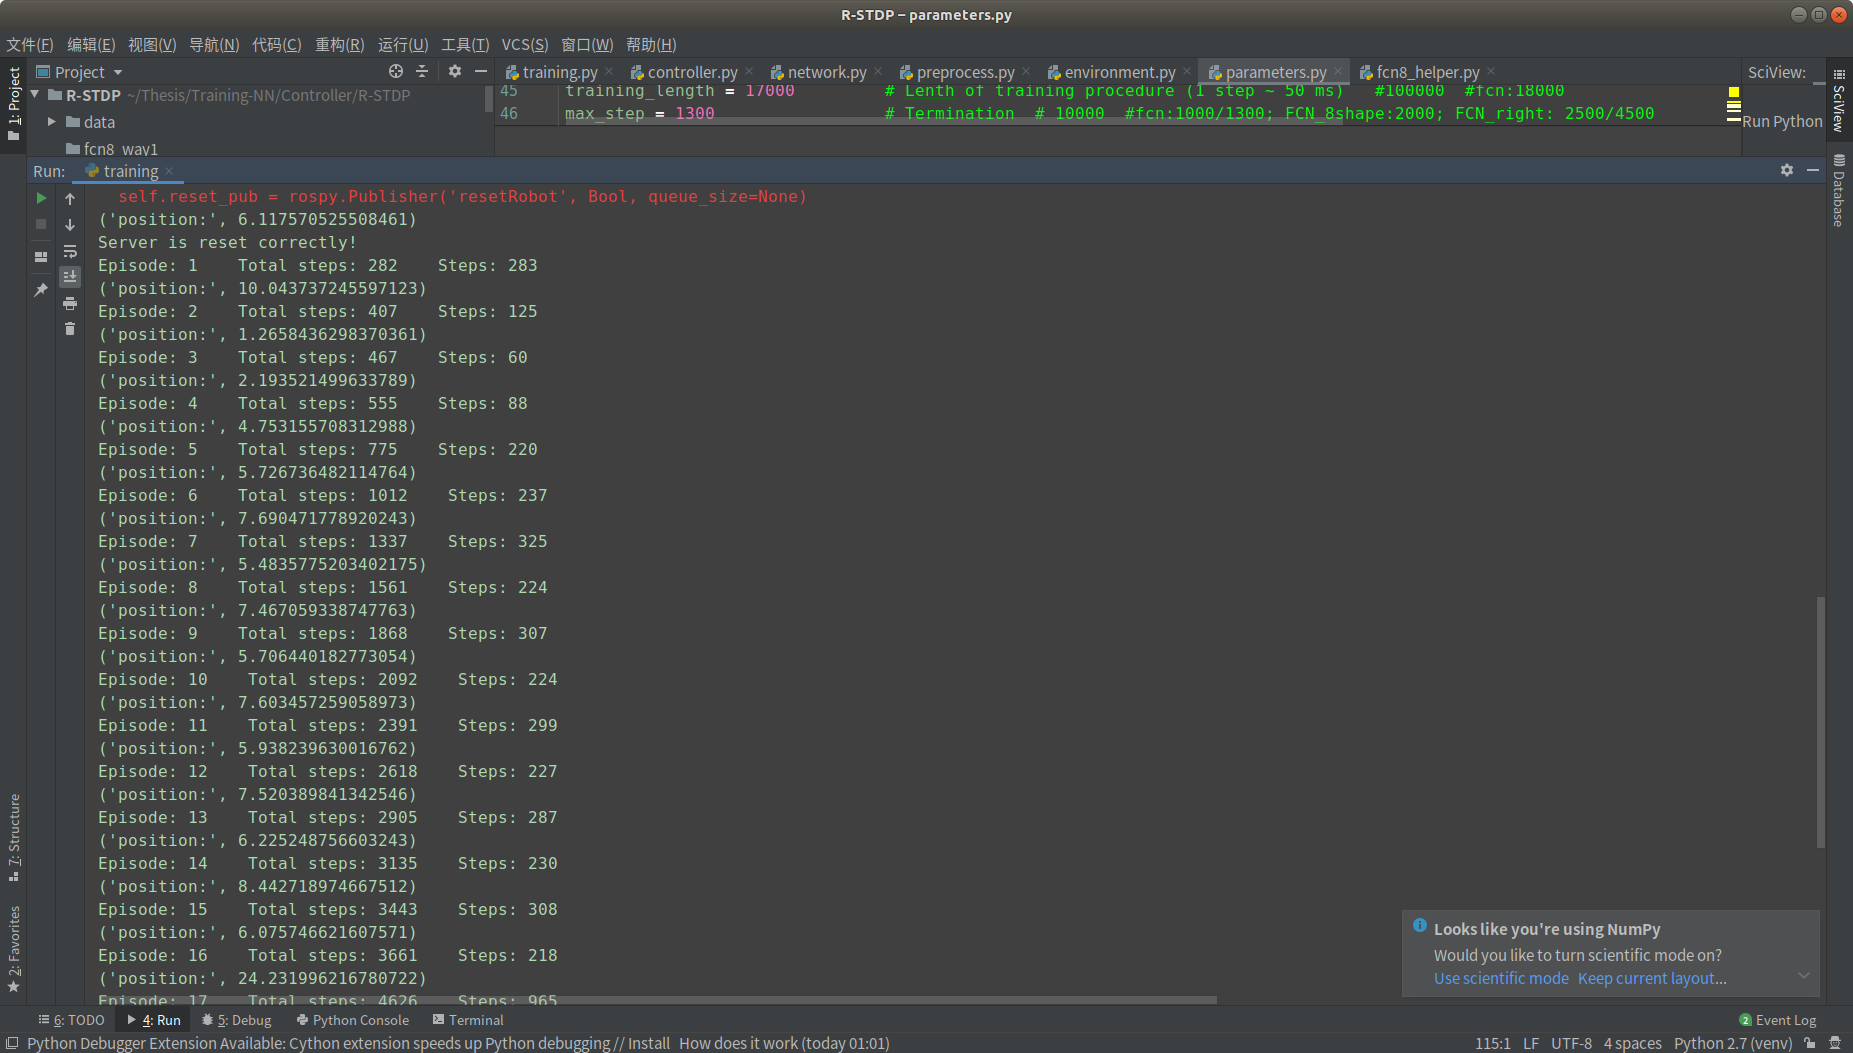 R-STDP – parameters.py
文件(F) 编辑(E) 视图(V) 导航(N) 代码(C) 重构(R) 运行(U) 工具(T) VCS(S) 窗口(W) 帮助(H)
1: Project
Project
training.py controller.py network.py preprocess.py environment.py parameters.py fcn8_helper.py
SciView:
SciView
R-STDP ~/Thesis/Training-NN/Controller/R-STDP
data
fcn8_way1
45 training_length = 17000 # Lenth of training procedure (1 step ~ 50 ms) #100000 #fcn:18000
46 max_step = 1300 # Termination # 10000 #fcn:1000/1300; FCN_8shape:2000; FCN_right: 2500/4500
Run Python
Database
Run: training
self.reset_pub = rospy.Publisher('resetRobot', Bool, queue_size=None)
('position:', 6.117570525508461)
Server is reset correctly!
Episode: 1 Total steps: 282 Steps: 283
('position:', 10.043737245597123)
Episode: 2 Total steps: 407 Steps: 125
('position:', 1.2658436298370361)
Episode: 3 Total steps: 467 Steps: 60
('position:', 2.193521499633789)
Episode: 4 Total steps: 555 Steps: 88
('position:', 4.753155708312988)
Episode: 5 Total steps: 775 Steps: 220
('position:', 5.726736482114764)
Episode: 6 Total steps: 1012 Steps: 237
('position:', 7.690471778920243)
Episode: 7 Total steps: 1337 Steps: 325
('position:', 5.4835775203402175)
Episode: 8 Total steps: 1561 Steps: 224
('position:', 7.467059338747763)
Episode: 9 Total steps: 1868 Steps: 307
('position:', 5.706440182773054)
Episode: 10 Total steps: 2092 Steps: 224
('position:', 7.603457259058973)
Episode: 11 Total steps: 2391 Steps: 299
('position:', 5.938239630016762)
Episode: 12 Total steps: 2618 Steps: 227
('position:', 7.520389841342546)
Episode: 13 Total steps: 2905 Steps: 287
('position:', 6.225248756603243)
Episode: 14 Total steps: 3135 Steps: 230
('position:', 8.442718974667512)
Episode: 15 Total steps: 3443 Steps: 308
('position:', 6.075746621607571)
Episode: 16 Total steps: 3661 Steps: 218
('position:', 24.231996216780722)
Episode: 17 Total steps: 4626 Steps: 965
7: Structure
2: Favorites
Looks like you're using NumPy
Would you like to turn scientific mode on?
Use scientific mode Keep current layout...
6: TODO 4: Run 5: Debug Python Console Terminal
2 Event Log
Python Debugger Extension Available: Cython extension speeds up Python debugging // Install How does it work (today 01:01)
115:1 LF UTF-8 4 spaces Python 2.7 (venv)